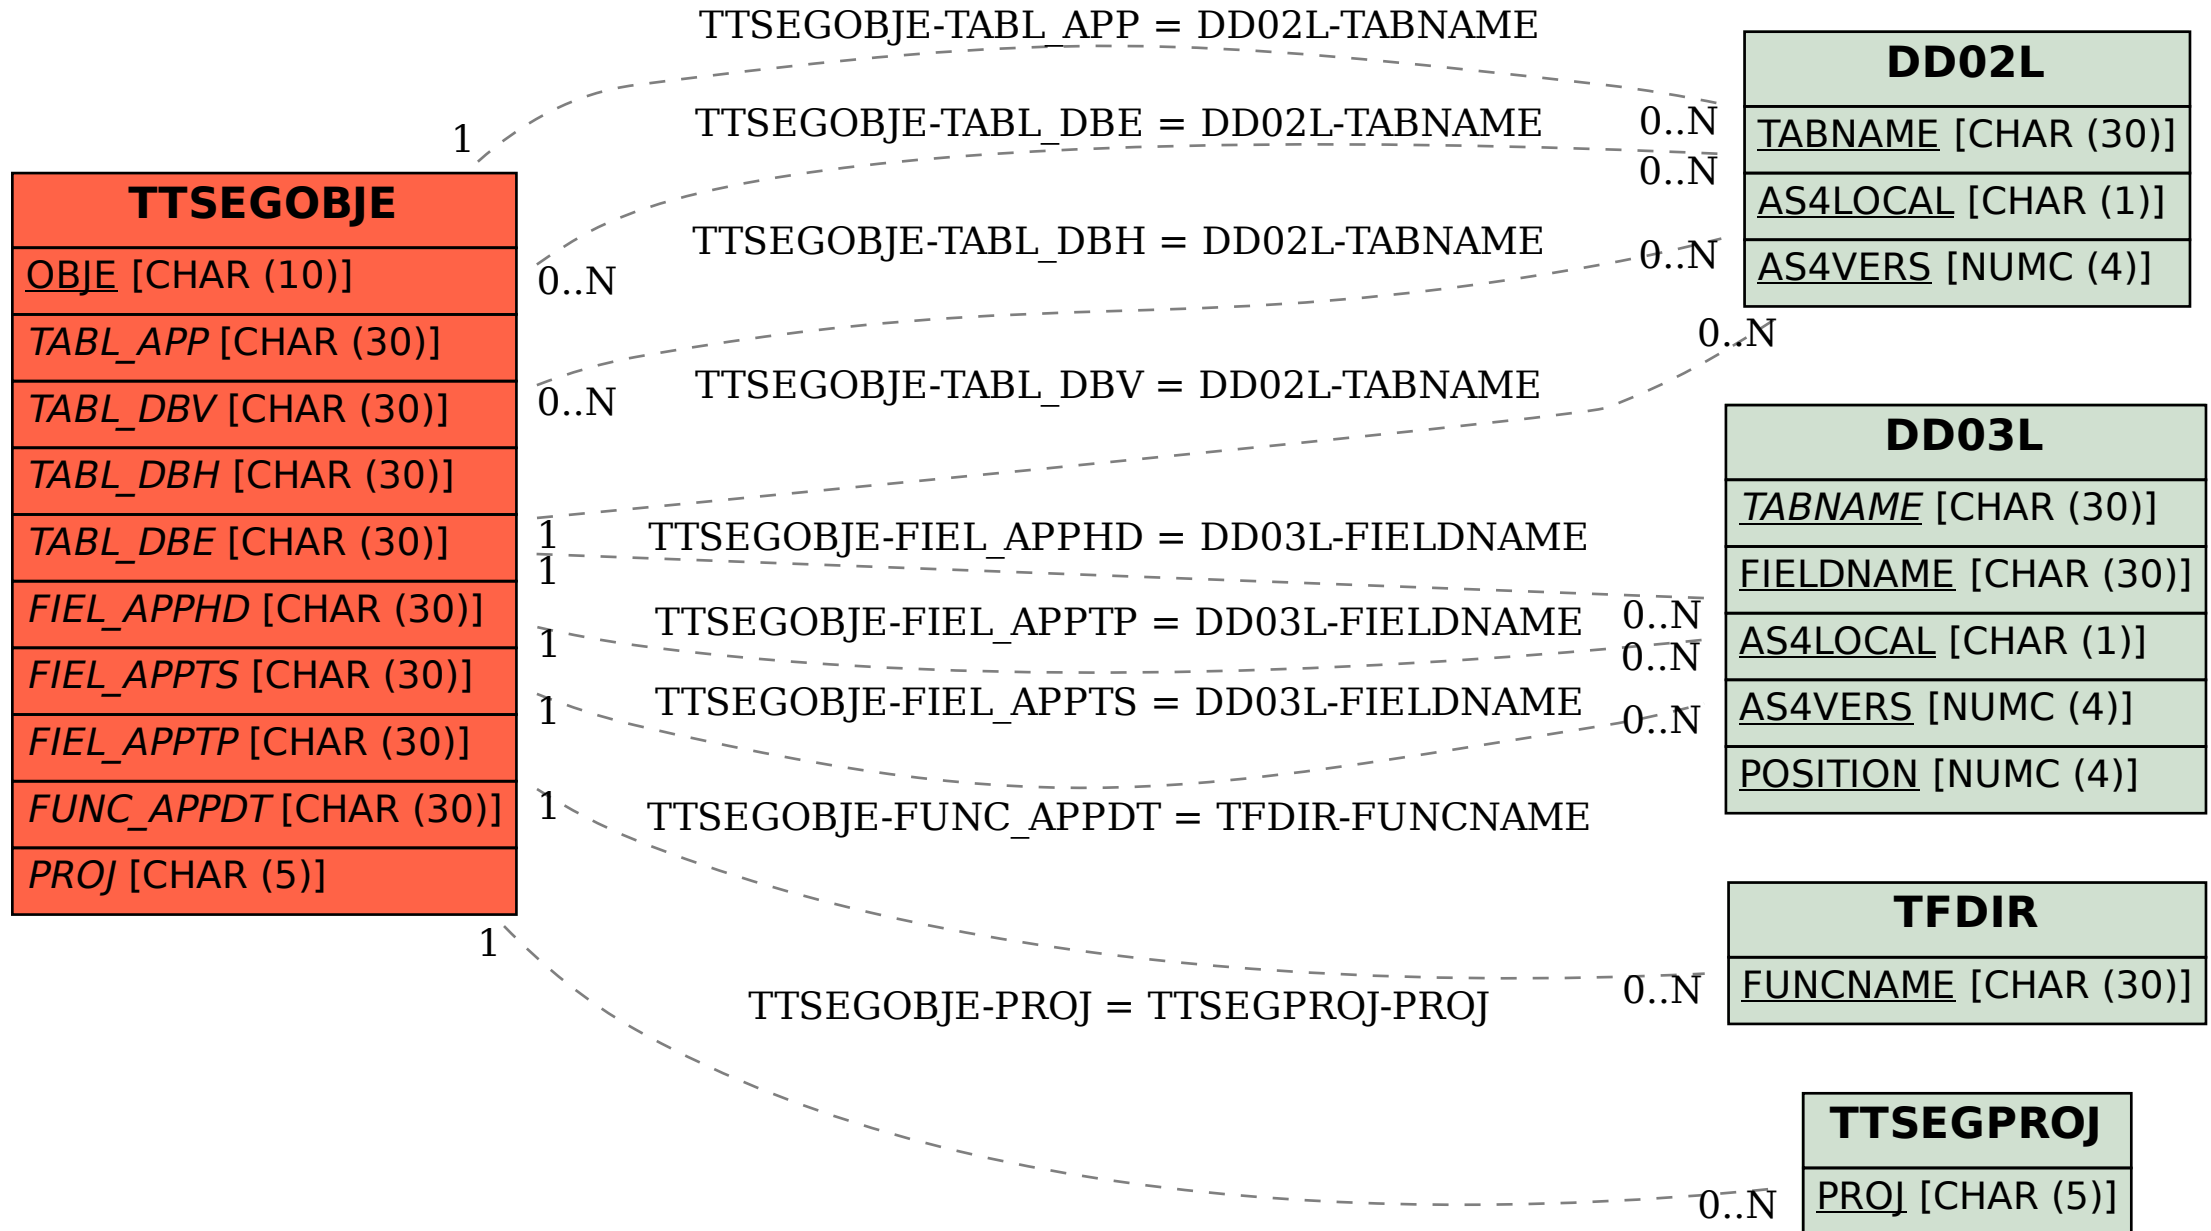 TTSEGOBJE
OBJE [CHAR (10)]
TABL_APP [CHAR (30)]
TABL_DBV [CHAR (30)]
TABL_DBH [CHAR (30)]
TABL_DBE [CHAR (30)]
FIEL_APPHD [CHAR (30)]
FIEL_APPTS [CHAR (30)]
FIEL_APPTP [CHAR (30)]
FUNC_APPDT [CHAR (30)]
PROJ [CHAR (5)]
TTSEGOBJE-TABL_APP = DD02L-TABNAME
1
0..N
TTSEGOBJE-TABL_DBE = DD02L-TABNAME
0..N
0..N
TTSEGOBJE-TABL_DBH = DD02L-TABNAME
0..N
0..N
TTSEGOBJE-TABL_DBV = DD02L-TABNAME
1
0..N
TTSEGOBJE-FIEL_APPHD = DD03L-FIELDNAME
1
0..N
TTSEGOBJE-FIEL_APPTP = DD03L-FIELDNAME
1
0..N
TTSEGOBJE-FIEL_APPTS = DD03L-FIELDNAME
1
0..N
TTSEGOBJE-FUNC_APPDT = TFDIR-FUNCNAME
1
0..N
TTSEGOBJE-PROJ = TTSEGPROJ-PROJ
1
0..N
DD02L
TABNAME [CHAR (30)]
AS4LOCAL [CHAR (1)]
AS4VERS [NUMC (4)]
DD03L
TABNAME [CHAR (30)]
FIELDNAME [CHAR (30)]
AS4LOCAL [CHAR (1)]
AS4VERS [NUMC (4)]
POSITION [NUMC (4)]
TFDIR
FUNCNAME [CHAR (30)]
TTSEGPROJ
PROJ [CHAR (5)]